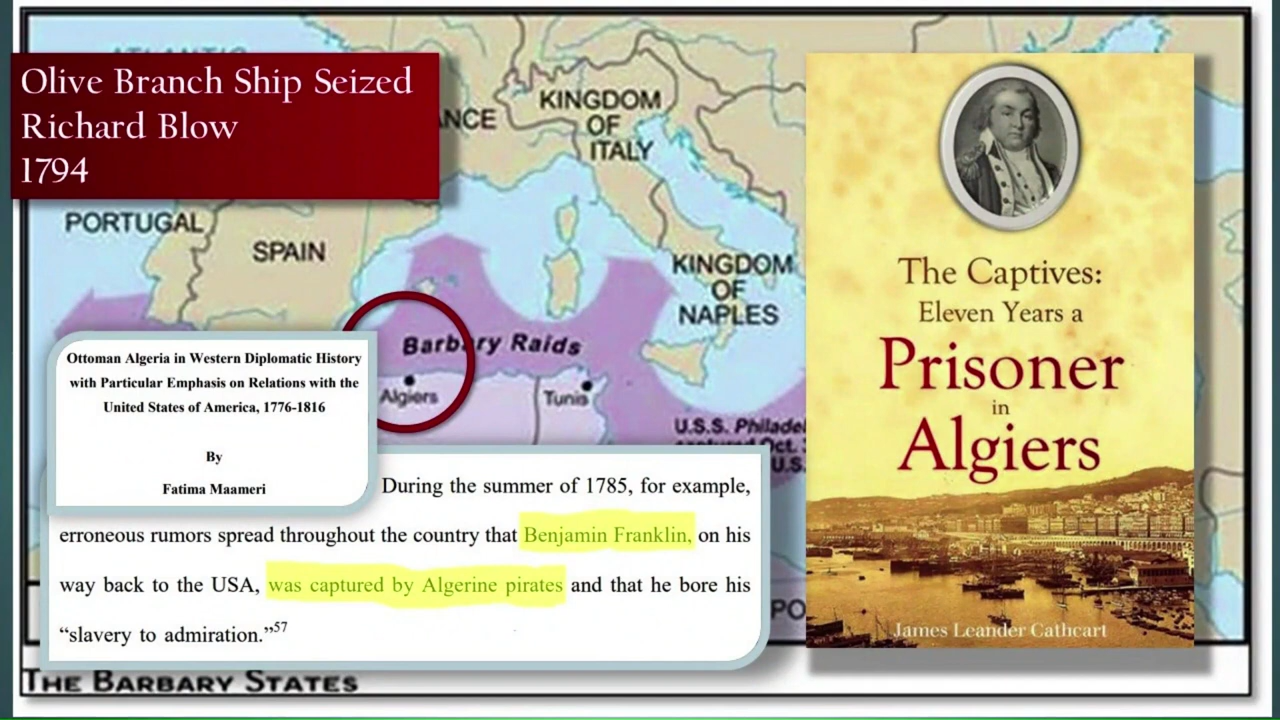 Olive Branch Ship Seized
Richard Blow
1794
PORTUGAL
SPAIN
KINGDOM
OF
ITALY
KINGDOM
OF
NAPLES
Barbary Raids
Algiers
Tunis
U.S.S.
Ottoman Algeria in Western Diplomatic History
with Particular Emphasis on Relations with the
United States of America, 1776-1816
By
Fatima Maameri
During the summer of 1785, for example,
erroneous rumors spread throughout the country that Benjamin Franklin, on his
way back to the USA, was captured by Algerine pirates and that he bore his
“slavery to admiration.”57
THE BARBARY STATES
The Captives:
Eleven Years a
Prisoner
in
Algiers
James Leander Cathcart